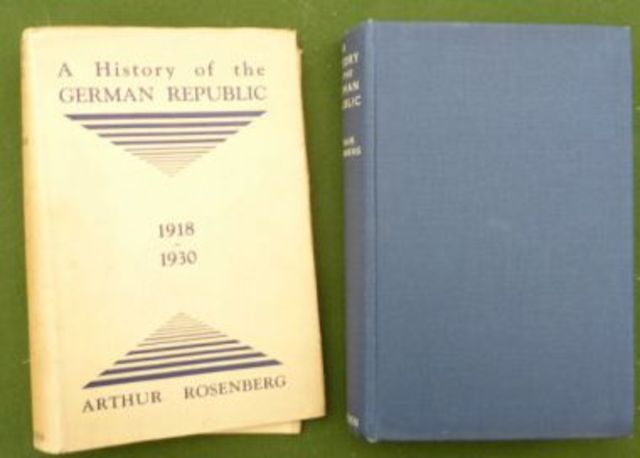 A History of the
GERMAN REPUBLIC
1918
-
1930
ARTHUR ROSENBERG